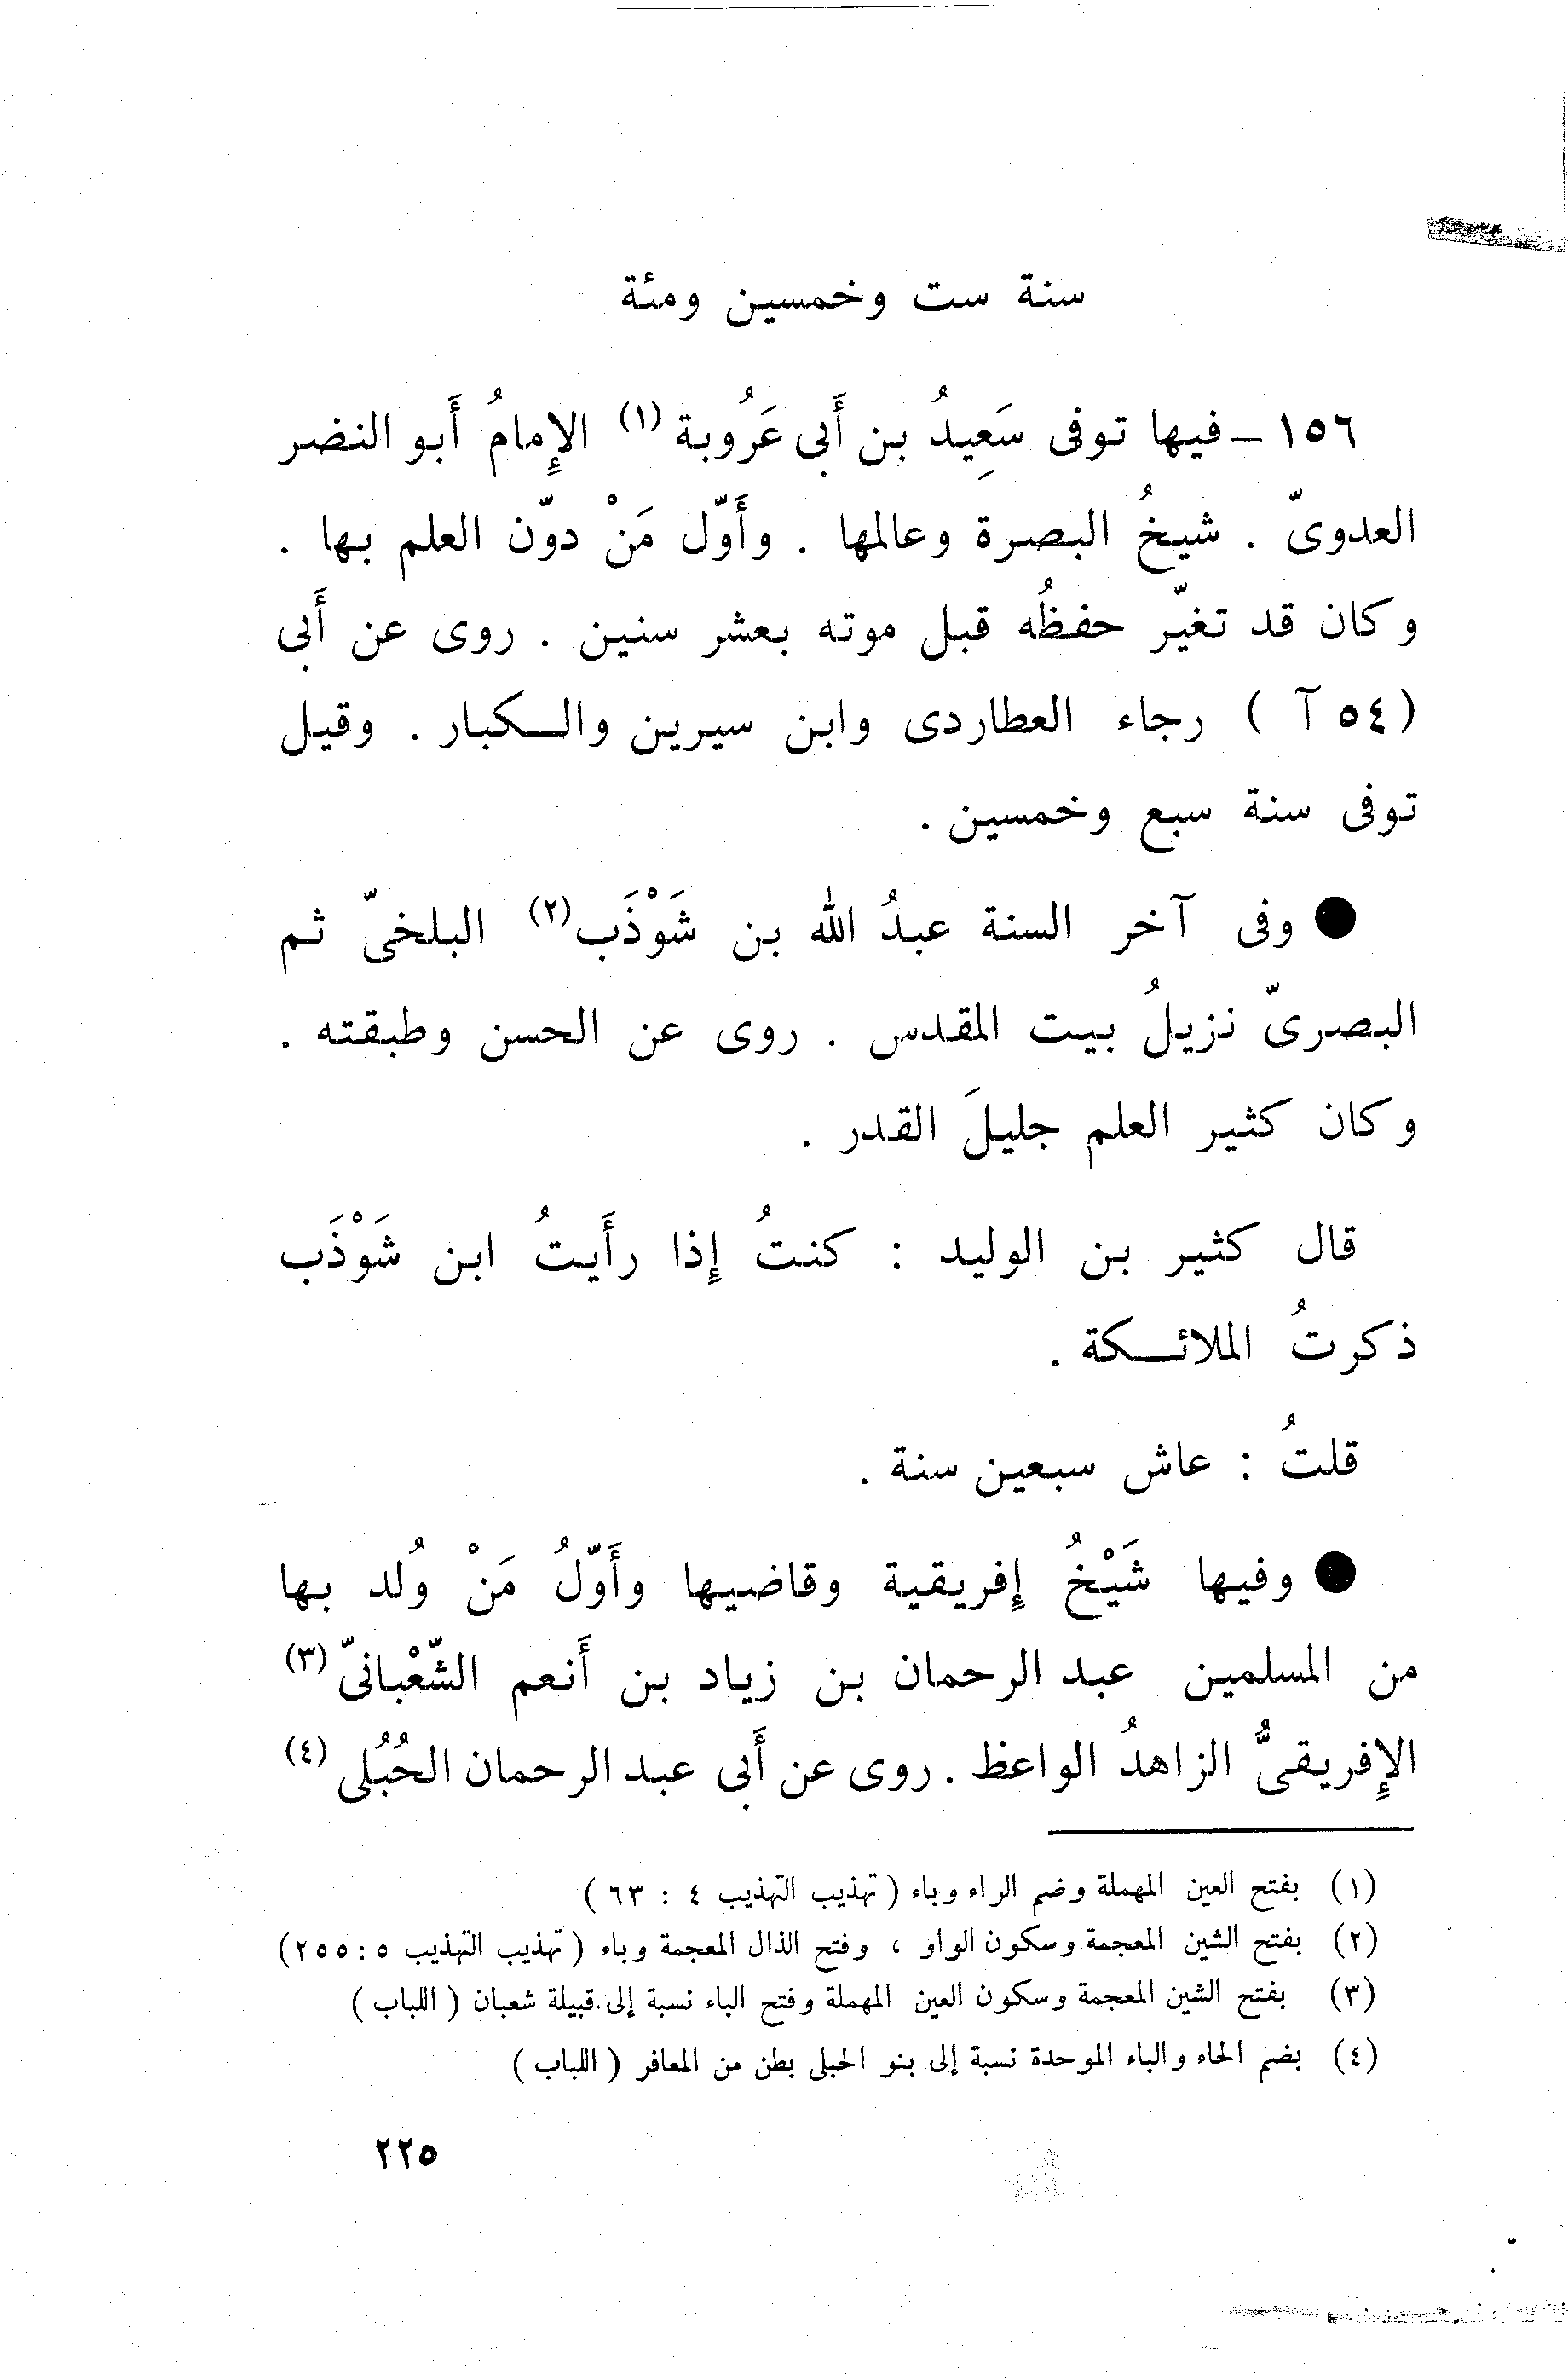 سنة ست وخمسين ومئة
١٥٦ – فيها توفى سَعِيدُ بن أَبى عَرُوبة (١) الإِمامُ أَبو النضر
العدوىّ . شيخُ البصرة وعالمها . وأَوّل مَنْ دوّن العلم بها .
وكان قد تغيّر حفظُه قبل موته بعشر سنين . روى عن أَبى
(٥٤ آ ) رجاء العطاردى وابن سيرين والكبار . وقيل
توفى سنة سبع وخمسين .
● وفى آخر السنة عبدُ الله بن شَوْذَب (٢) البلخىّ ثم
البصرىّ نزيلُ بيت المقدس . روى عن الحسن وطبقته .
وكان كثير العلم جليلَ القدر .
قال كثير بن الوليد : كنتُ إِذا رأَيتُ ابن شَوْذَب
ذكرتُ الملائكة .
قلتُ : عاش سبعين سنة .
● وفيها شَيْخُ إِفريقية وقاضيها وأَوّلُ مَنْ وُلد بها
من المسلمين عبد الرحمان بن زياد بن أَنعم الشّعْبانىّ (٣)
الإِفريقىُّ الزاهدُ الواعظ . روى عن أَبى عبد الرحمان الحُبُلى (٤)
(١) بفتح العين المهملة وضم الراء وباء ( تهذيب التهذيب ٤ : ٦٣ )
(٢) بفتح الشين المعجمة وسكون الواو ، وفتح الذال المعجمة وباء ( تهذيب التهذيب ٥ : ٢٥٥)
(٣) بفتح الشين المعجمة وسكون العين المهملة وفتح الباء نسبة إلى قبيلة شعبان ( اللباب )
(٤) بضم الحاء والباء الموحدة نسبة إلى بنو الحبلى بطن من المعافر ( اللباب )
٢٢٥